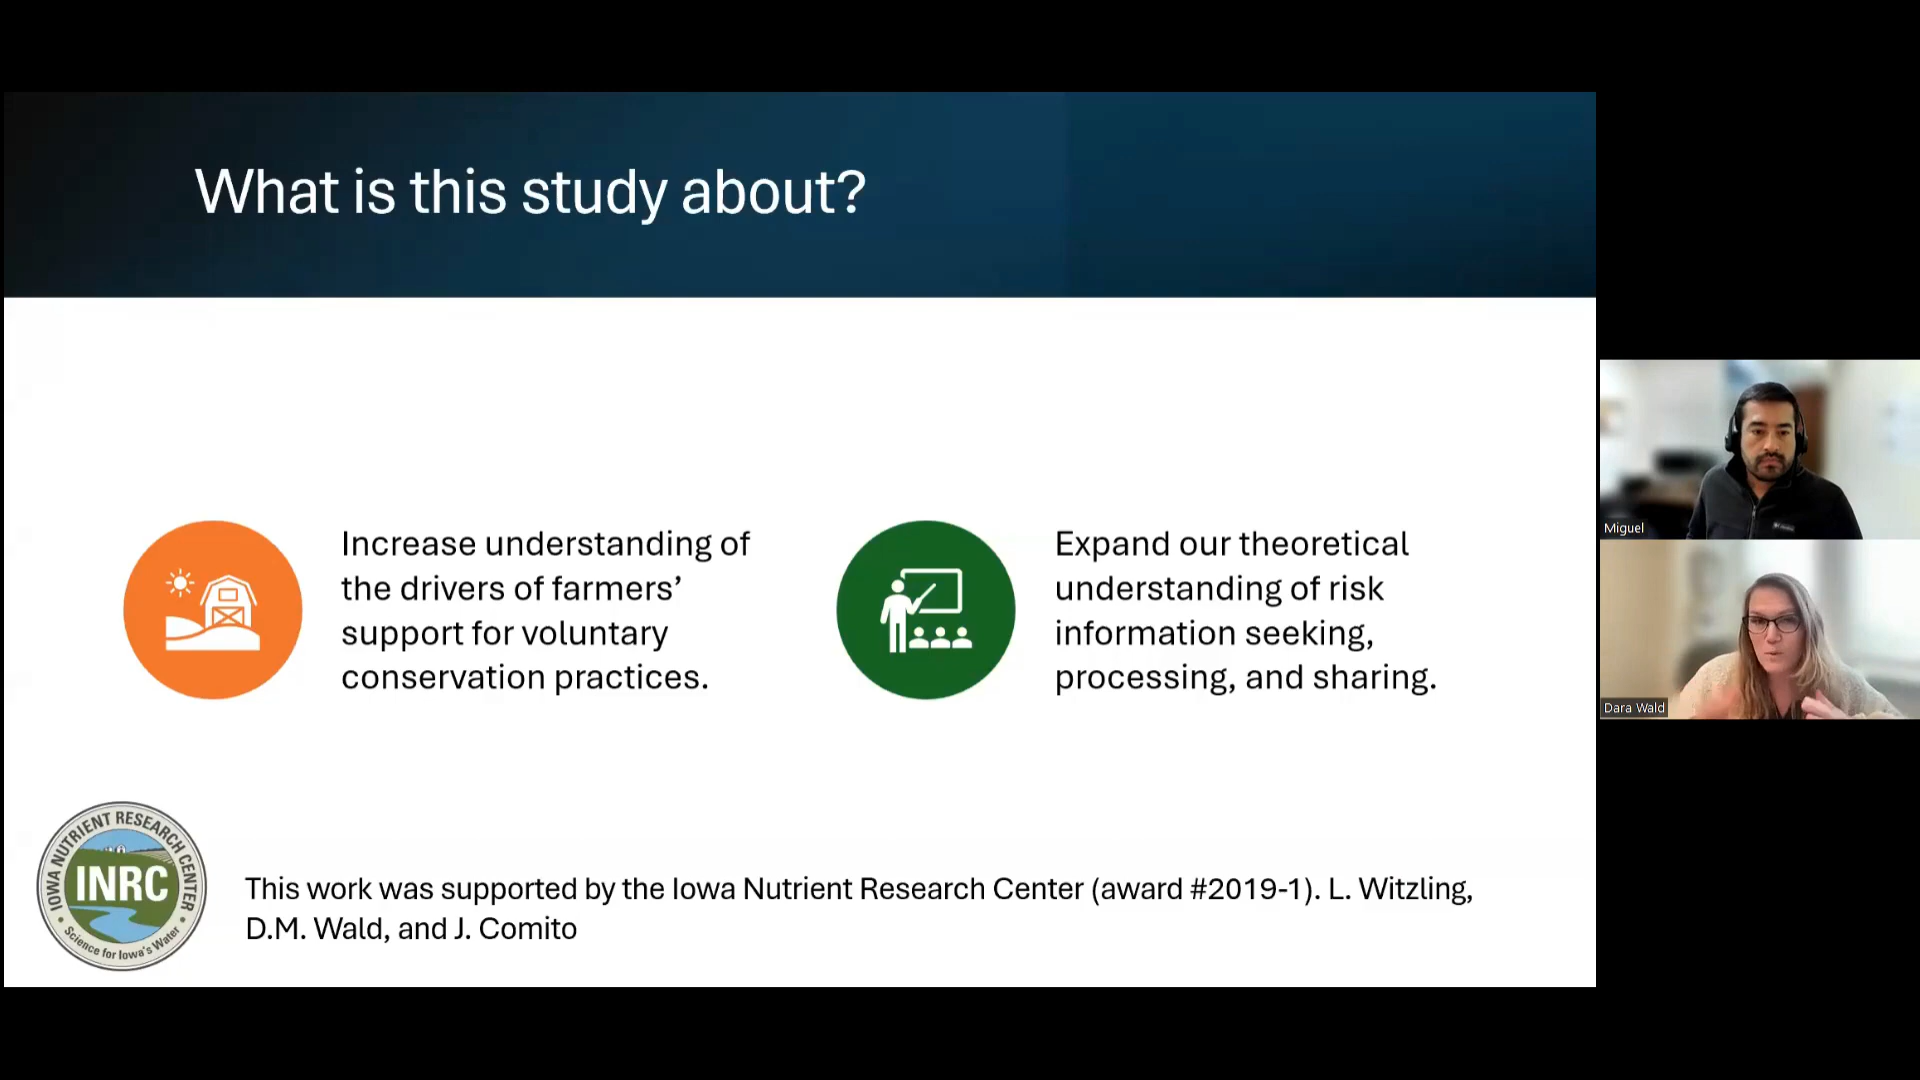 What is this study about?
Increase understanding of
the drivers of farmers’
support for voluntary
conservation practices.
Expand our theoretical
understanding of risk
information seeking,
processing, and sharing.
IOWA NUTRIENT RESEARCH CENTER
INRC
Science for Iowa's Water
This work was supported by the Iowa Nutrient Research Center (award #2019-1). L. Witzling,
D.M. Wald, and J. Comito
Miguel
Dara Wald